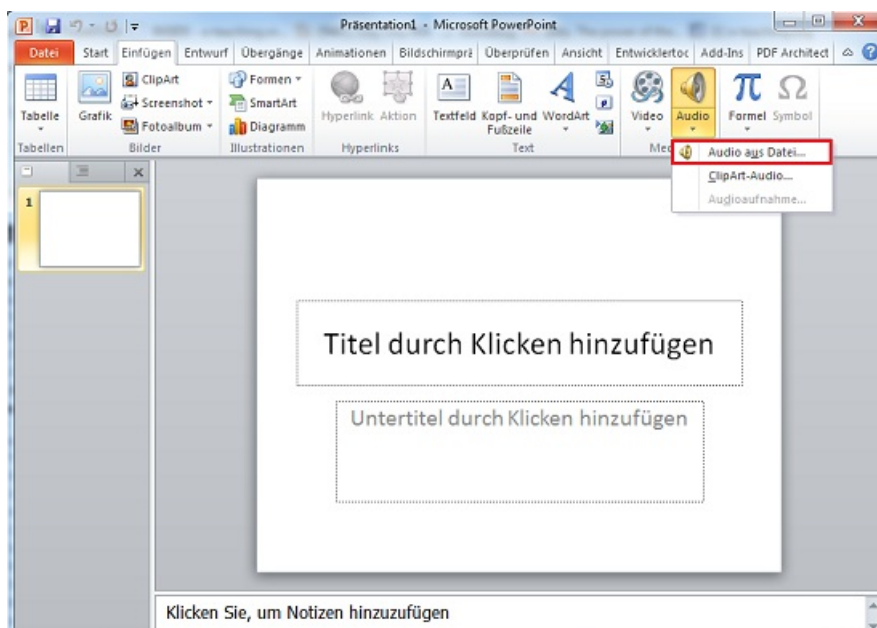 Präsentation1 - Microsoft PowerPoint
Datei Start Einfügen Entwurf Übergänge Animationen Bildschirmprä Überprüfen Ansicht Entwicklertoc Add-Ins PDF Architect
Tabelle
Tabellen
Grafik
ClipArt
Screenshot
Fotoalbum
Bilder
Formen
SmartArt
Diagramm
Illustrationen
Hyperlink Aktion
Hyperlinks
Textfeld
Kopf- und
Fußzeile
WordArt
Text
Video
Audio
Med
Formel Symbol
Audio aus Datei...
ClipArt-Audio...
Audioaufnahme...
1
Titel durch Klicken hinzufügen
Untertitel durch Klicken hinzufügen
Klicken Sie, um Notizen hinzuzufügen